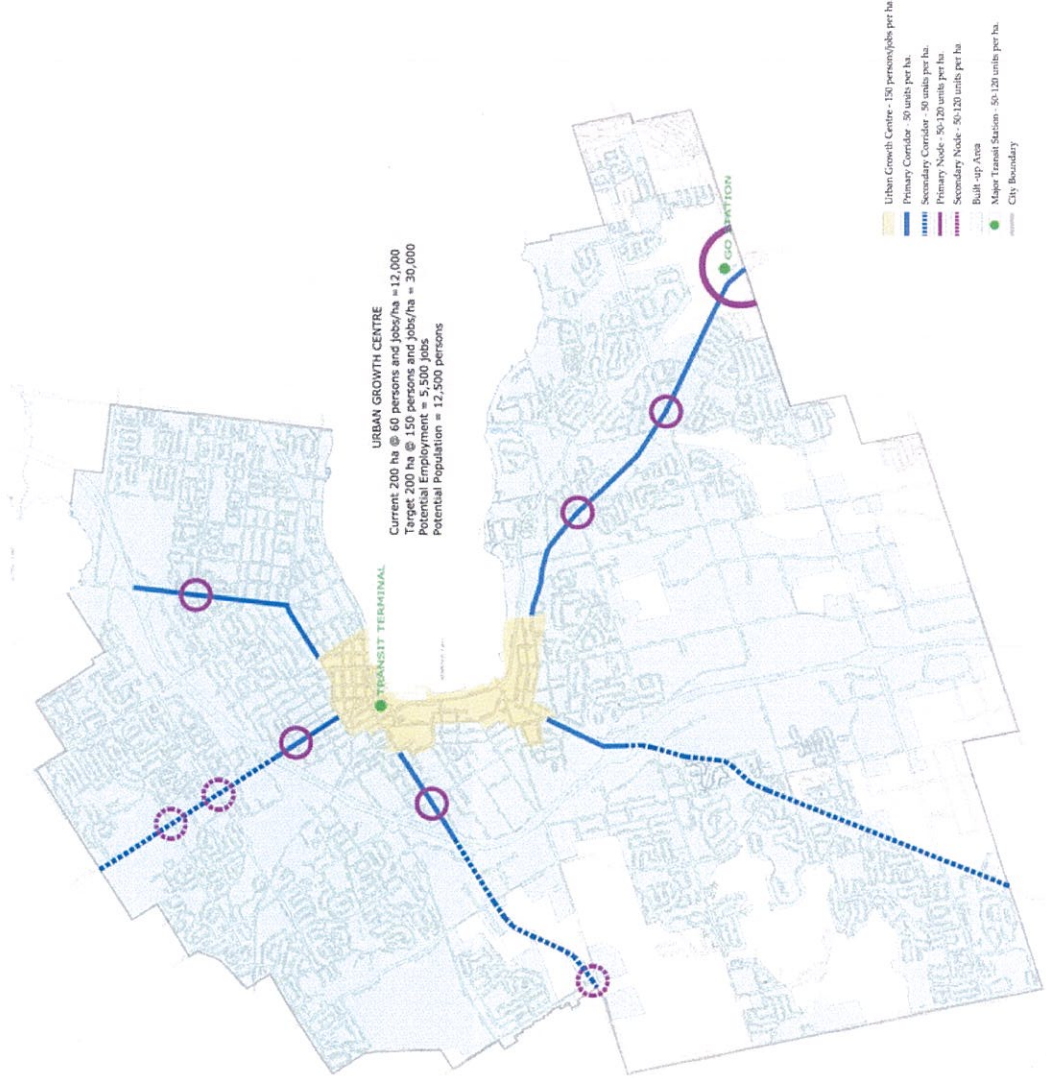 URBAN GROWTH CENTRE
Current 200 ha @ 60 persons and jobs/ha = 12,000
Target 200 ha @ 150 persons and jobs/ha = 30,000
Potential Employment = 5,500 jobs
Potential Population = 12,500 persons
TRANSIT TERMINAL
GO STATION
Urban Growth Centre - 150 persons/jobs per ha
Primary Corridor - 50 units per ha.
Secondary Corridor - 50 units per ha.
Primary Node - 50-120 units per ha.
Secondary Node - 50-120 units per ha
Built -up Area
Major Transit Station - 50-120 units per ha.
City Boundary